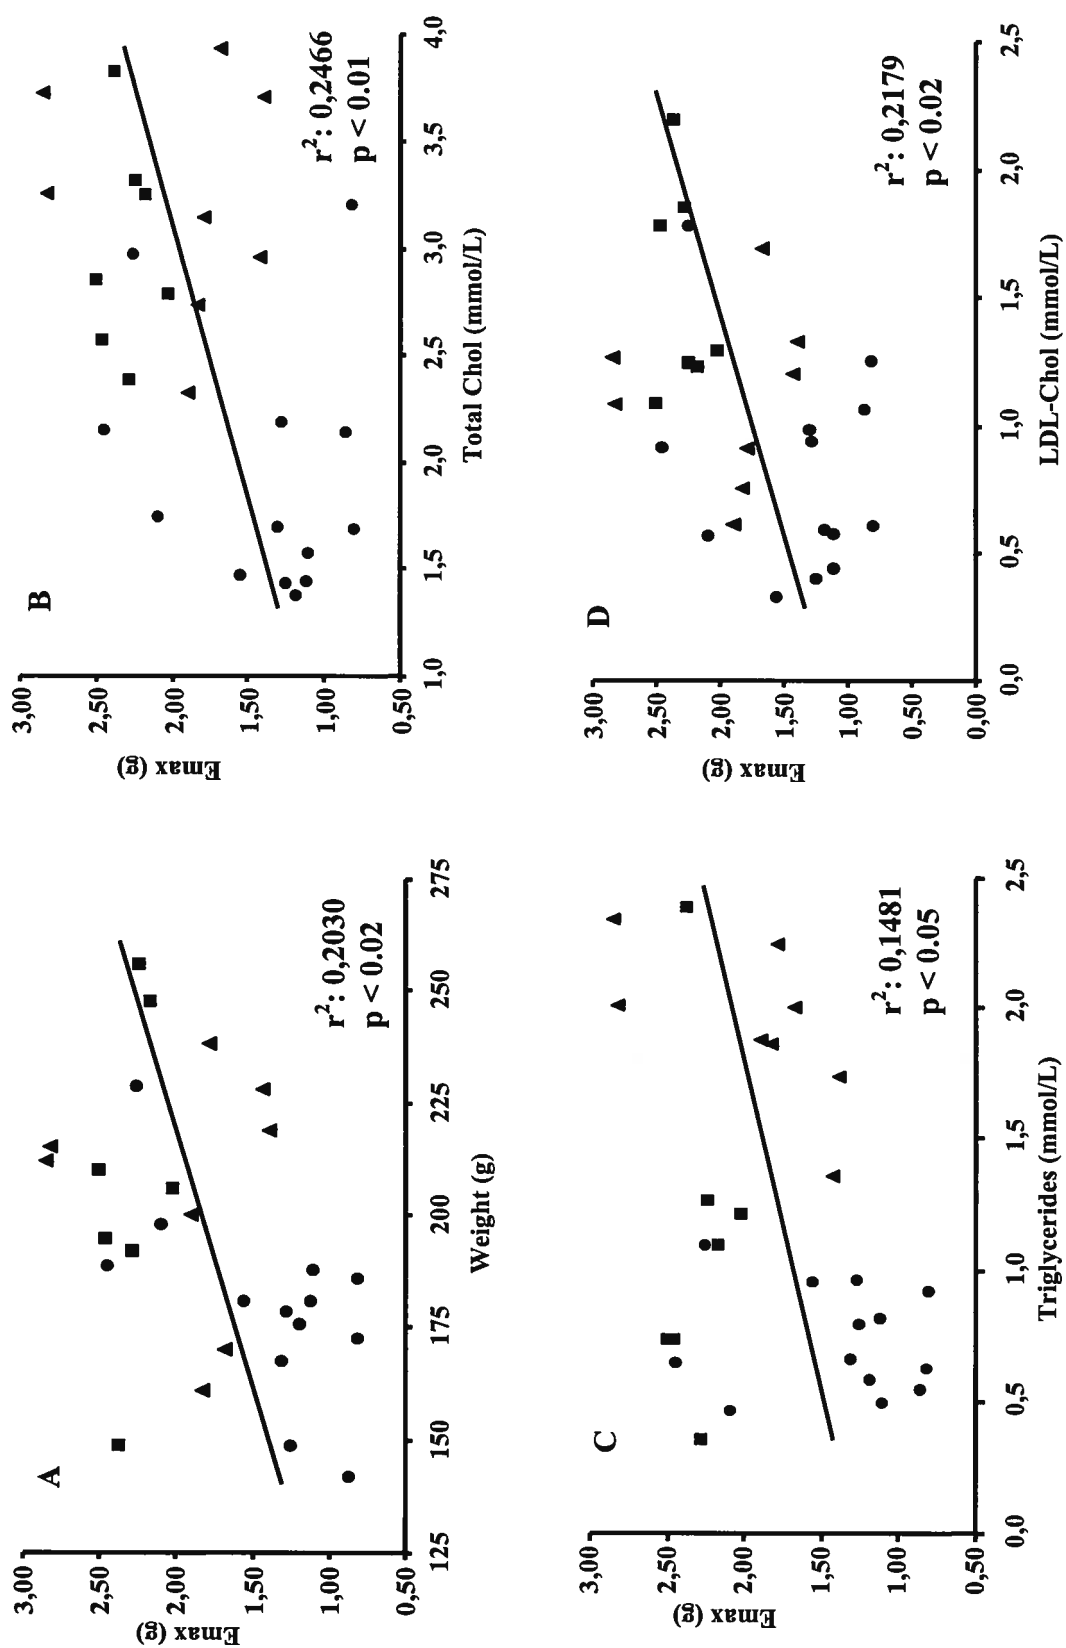 A
3,00
2,50
2,00
1,50
1,00
0,50
Emax (g)
125
150
175
200
225
250
275
Weight (g)
r²: 0,2030
p < 0.02
B
3,00
2,50
2,00
1,50
1,00
0,50
Emax (g)
1,0
1,5
2,0
2,5
3,0
3,5
4,0
Total Chol (mmol/L)
r²: 0,2466
p < 0.01
C
3,00
2,50
2,00
1,50
1,00
0,50
Emax (g)
0,0
0,5
1,0
1,5
2,0
2,5
Triglycerides (mmol/L)
r²: 0,1481
p < 0.05
D
3,00
2,50
2,00
1,50
1,00
0,50
0,00
Emax (g)
0,0
0,5
1,0
1,5
2,0
2,5
LDL-Chol (mmol/L)
r²: 0,2179
p < 0.02